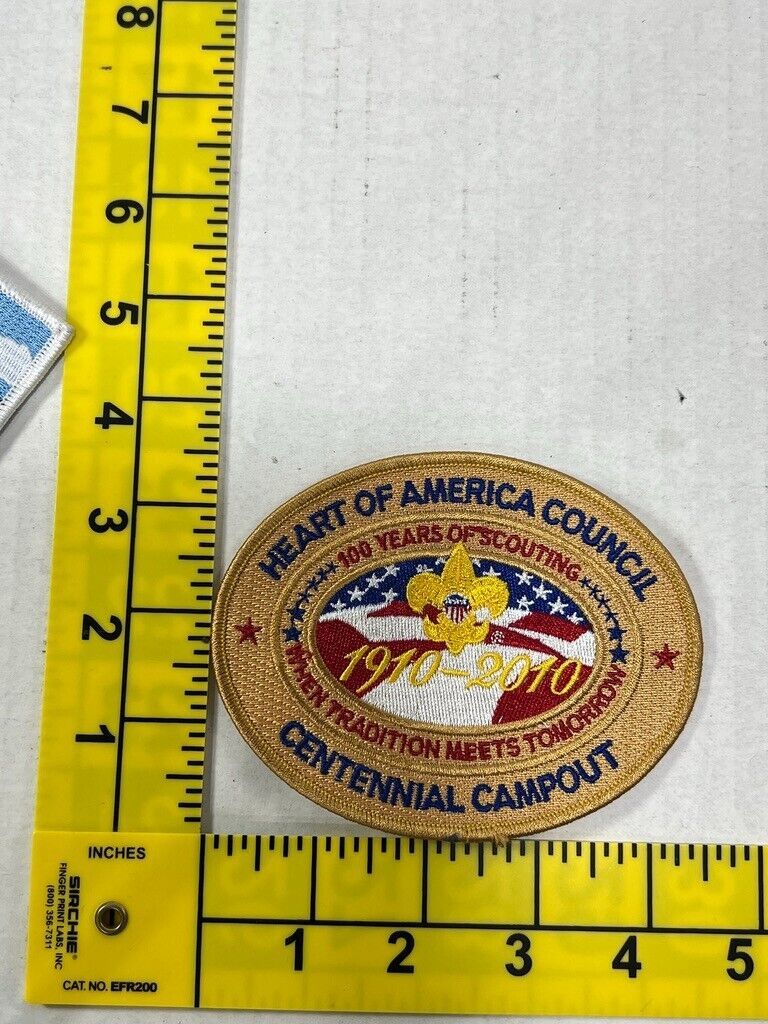 8
7
6
5
4
3
2
1
HEART OF AMERICA COUNCIL
100 YEARS OF SCOUTING
1910-2010
WHEN TRADITION MEETS TOMORROW
CENTENNIAL CAMPOUT
INCHES
SIRCHIE®
FINGER PRINT LABS, INC
(800) 356-7311
CAT. NO. EFR200
1 2 3 4 5